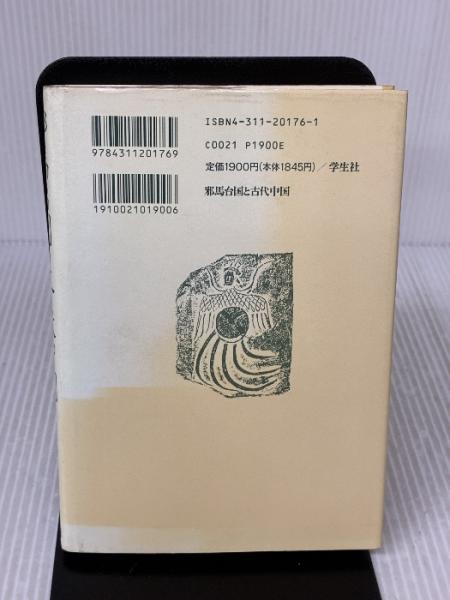 ISBN4-311-20176-1
C0021 P1900E
定価1900円(本体1845円)／学生社
邪馬台国と古代中国
9784311201769
1910021019006